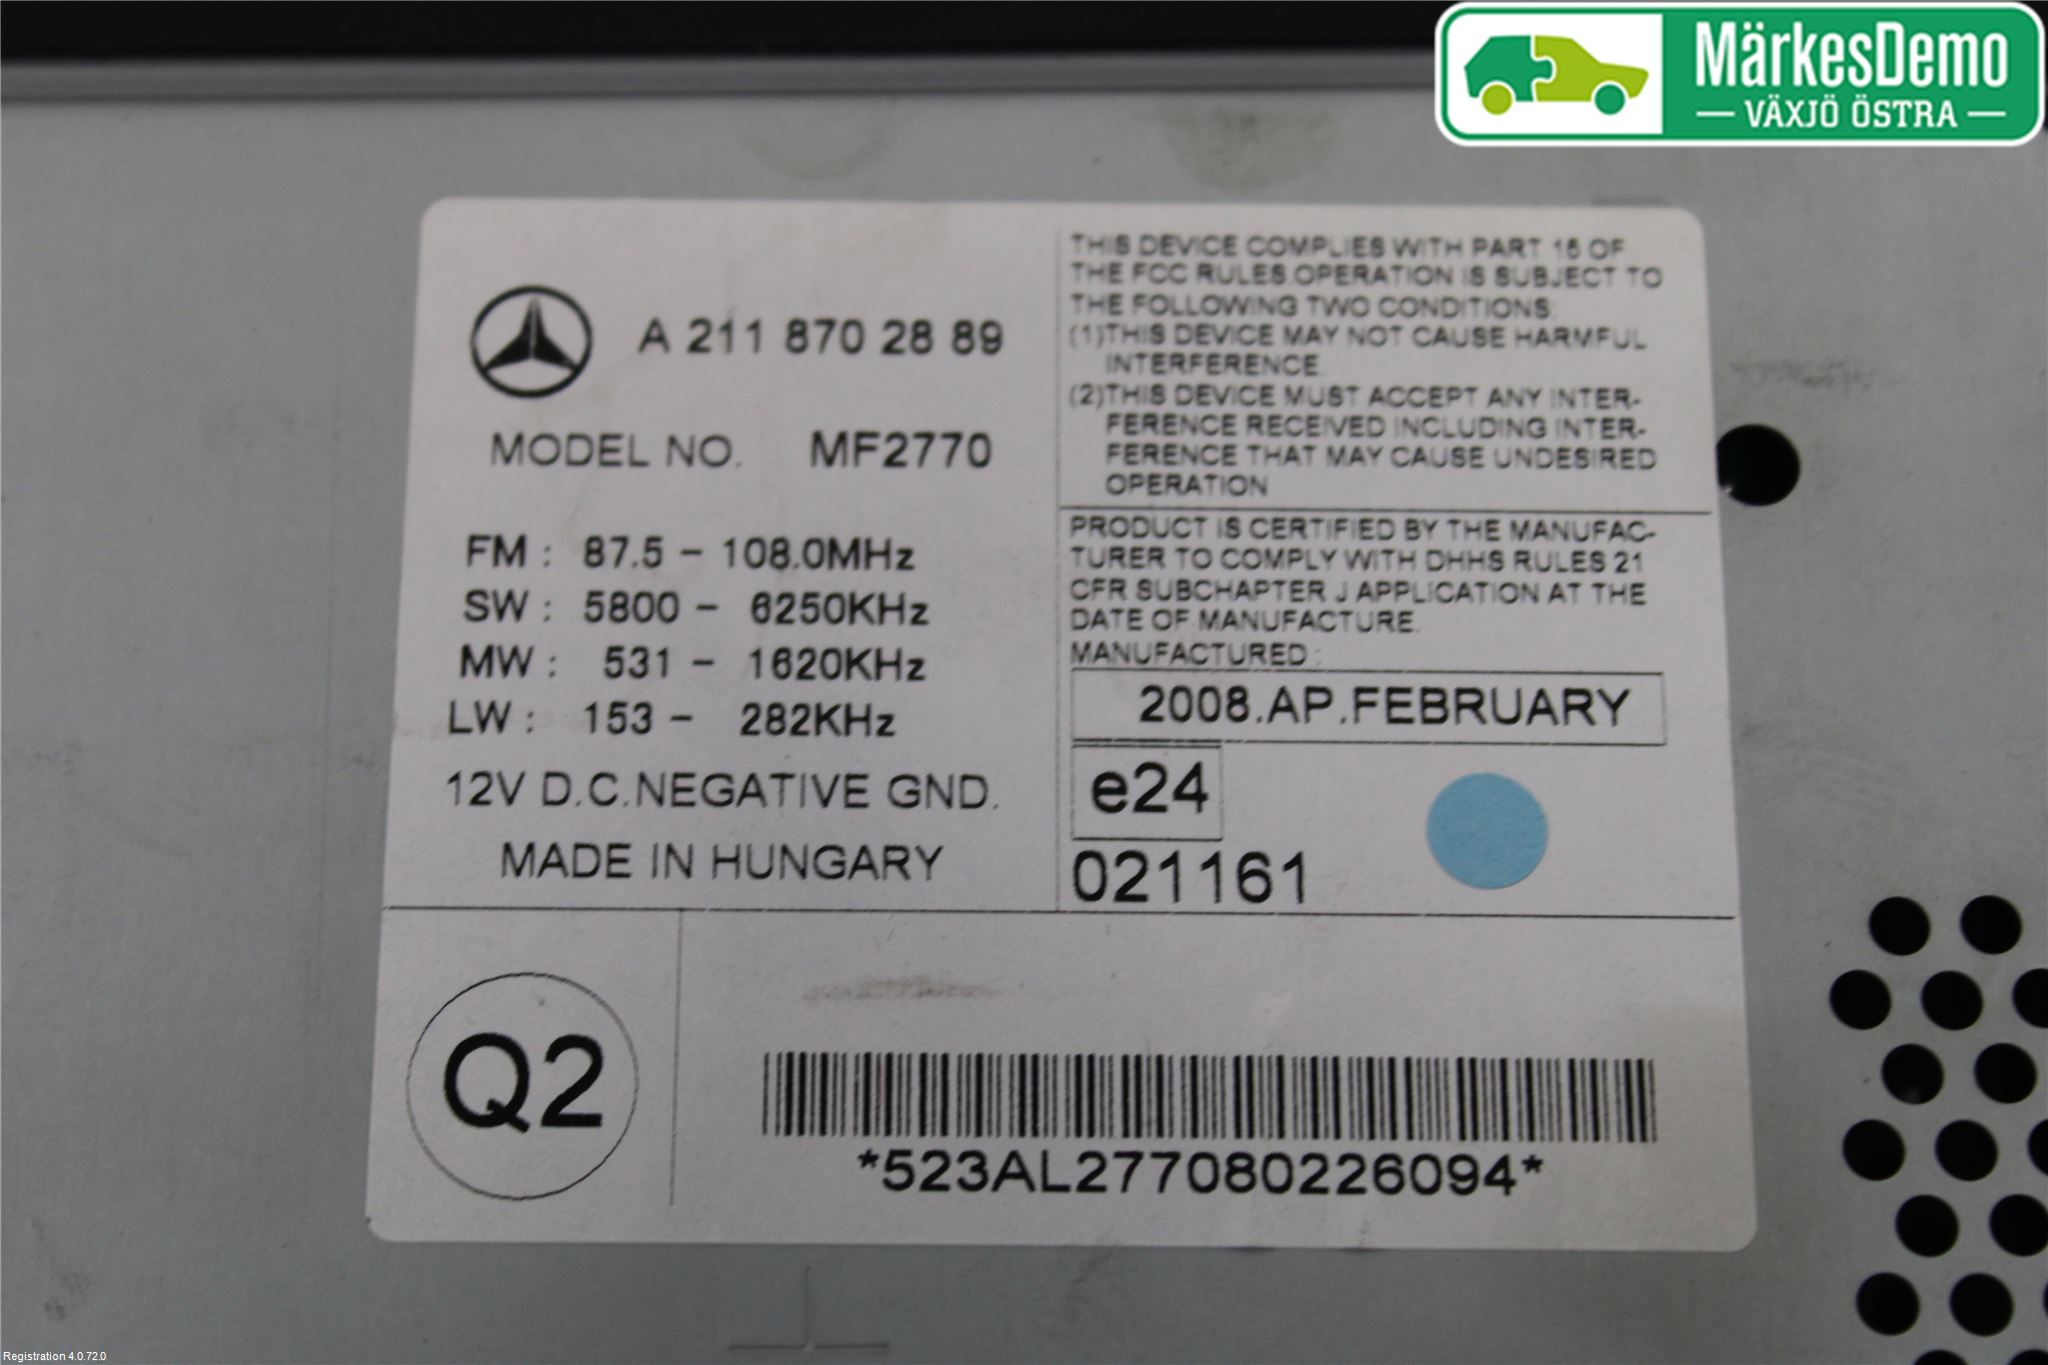 MärkesDemo
— VÄXJÖ ÖSTRA —
A 211 870 28 89
MODEL NO. MF2770
FM : 87.5 - 108.0MHz
SW : 5800 - 6250KHz
MW : 531 - 1620KHz
LW : 153 - 282KHz
12V D.C.NEGATIVE GND.
MADE IN HUNGARY
THIS DEVICE COMPLIES WITH PART 15 OF
THE FCC RULES.OPERATION IS SUBJECT TO
THE FOLLOWING TWO CONDITIONS:
(1)THIS DEVICE MAY NOT CAUSE HARMFUL
INTERFERENCE.
(2)THIS DEVICE MUST ACCEPT ANY INTER-
FERENCE RECEIVED INCLUDING INTER-
FERENCE THAT MAY CAUSE UNDESIRED
OPERATION
PRODUCT IS CERTIFIED BY THE MANUFAC-
TURER TO COMPLY WITH DHHS RULES 21
CFR SUBCHAPTER J APPLICATION AT THE
DATE OF MANUFACTURE.
MANUFACTURED :
2008.AP.FEBRUARY
e24
021161
Q2
*523AL277080226094*
Registration 4.0.72.0